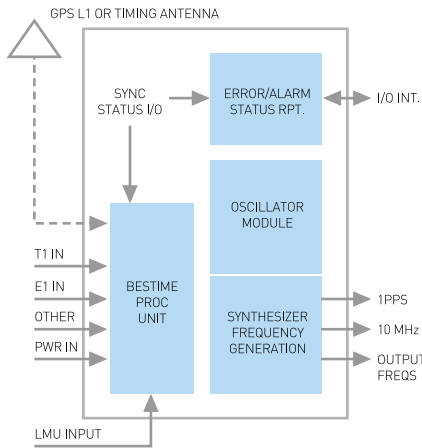 GPS L1 OR TIMING ANTENNA
SYNC
STATUS I/O
ERROR/ALARM
STATUS RPT.
I/O INT.
OSCILLATOR
MODULE
T1 IN
E1 IN
OTHER
PWR IN
BESTIME
PROC
UNIT
SYNTHESIZER
FREQUENCY
GENERATION
1PPS
10 MHz
OUTPUT
FREQS
LMU INPUT